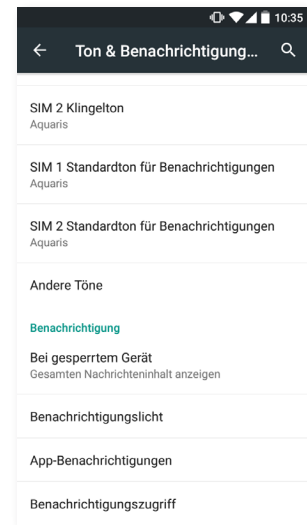 10:35
Ton & Benachrichtigung...
SIM 2 Klingelton
Aquaris
SIM 1 Standardton für Benachrichtigungen
Aquaris
SIM 2 Standardton für Benachrichtigungen
Aquaris
Andere Töne
Benachrichtigung
Bei gesperrtem Gerät
Gesamten Nachrichteninhalt anzeigen
Benachrichtigungslicht
App-Benachrichtigungen
Benachrichtigungszugriff